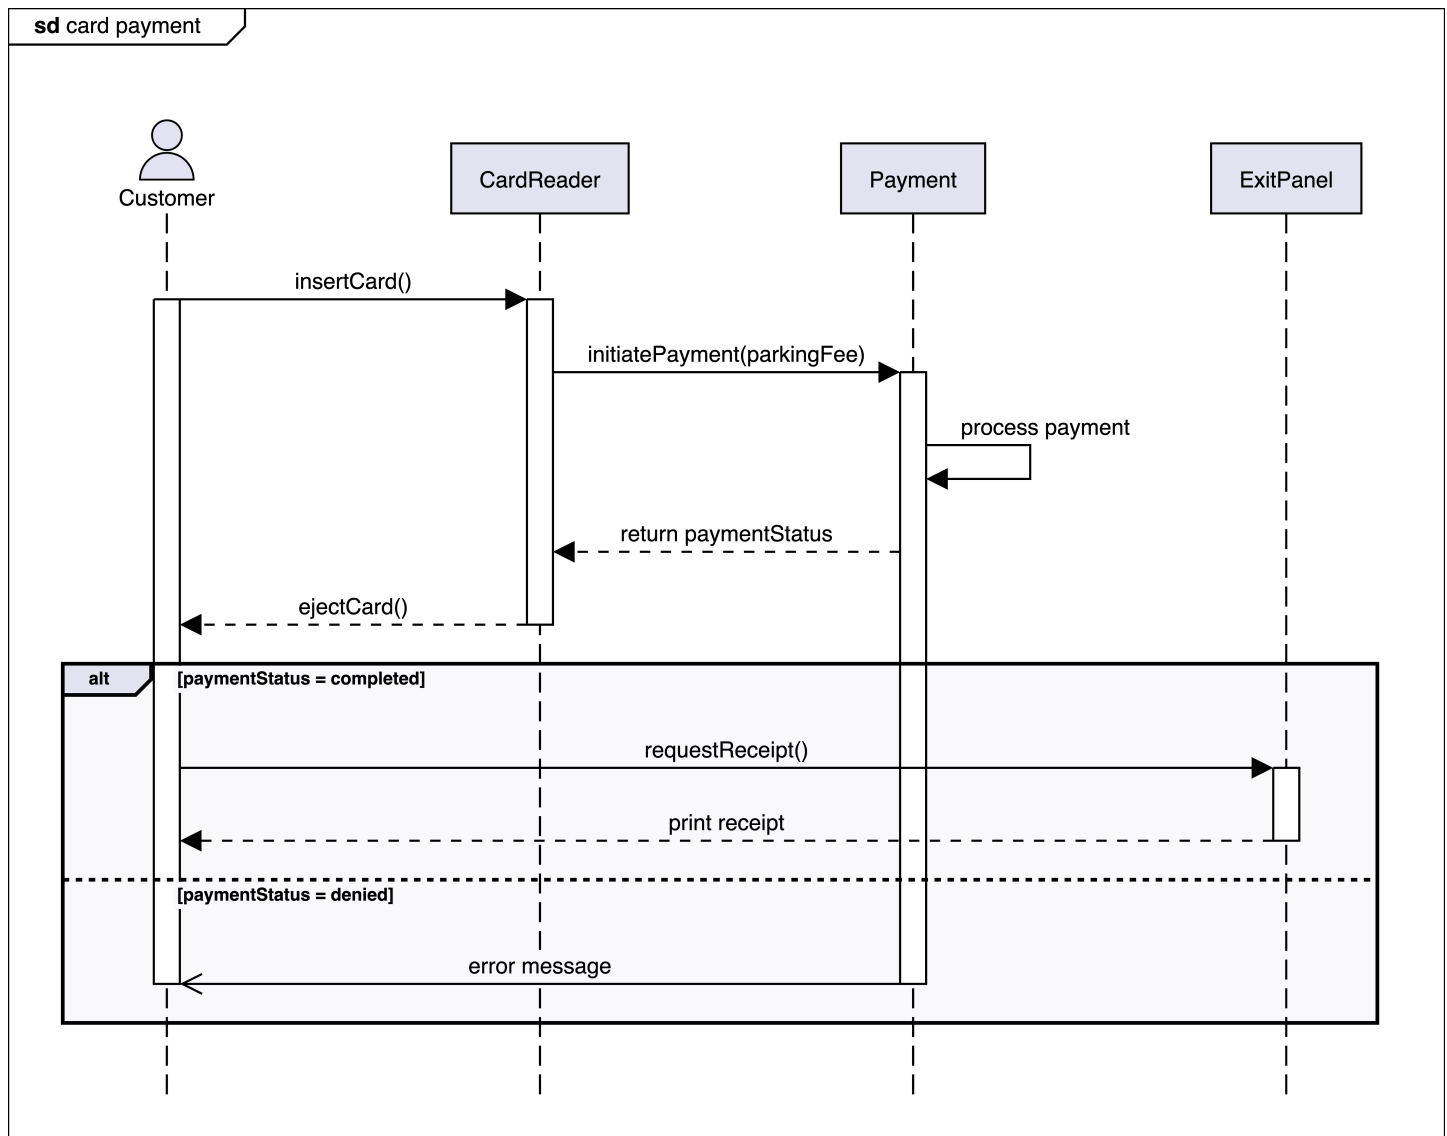 sd card payment
Customer
CardReader
Payment
ExitPanel
insertCard()
initiatePayment(parkingFee)
process payment
return paymentStatus
ejectCard()
alt
[paymentStatus = completed]
requestReceipt()
print receipt
[paymentStatus = denied]
error message